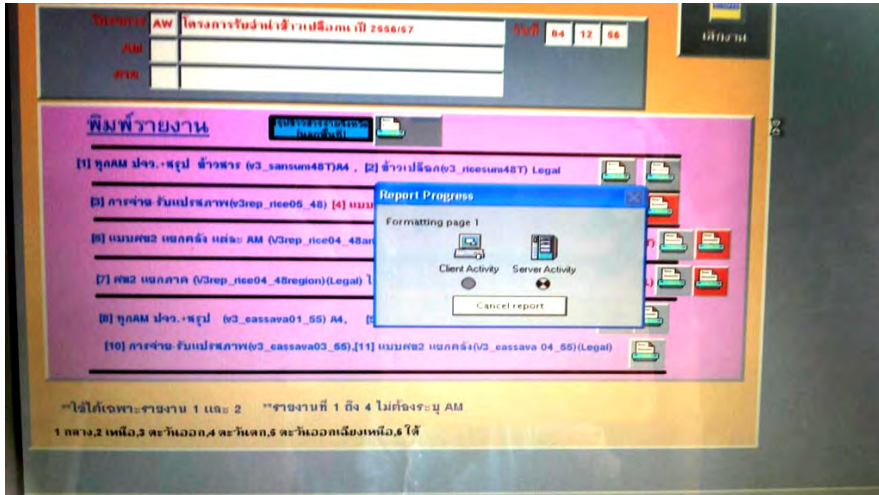 โครงการ AW โครงการรับจำนำข้าวเปลือกนาปี 2556/57 วันที่ 04 12 56
AM
ภาค
เลิกงาน
พิมพ์รายงาน
[1] ทุกAM ปจว.+สรุป ข้าวสาร (v3_sansum48T)A4 , [2] ข้าวเปลือก(v3_ricesum48T) Legal
[3] การจ่าย-รับแปรสภาพ(v3rep_rice05_48) [4] แบบ
[6] แบบศข2 แยกคลัง แต่ละ AM (V3rep_rice04_48am
[7] ศข2 แยกภาค (V3rep_rice04_48region)(Legal)
[8] ทุกAM ปจว.+สรุป (v3_cassava01_55) A4,
[10] การจ่าย-รับแปรสภาพ(v3_cassava03_55),[11] แบบศข2 แยกคลัง(V3_cassava 04_55)(Legal)
Report Progress
Formatting page 1
Client Activity Server Activity
Cancel report
**ใช้ได้เฉพาะรายงาน 1 และ 2 **รายงานที่ 1 ถึง 4 ไม่ต้องระบุ AM
1 กลาง,2 เหนือ,3 ตะวันออก,4 ตะวันตก,5 ตะวันออกเฉียงเหนือ,6 ใต้